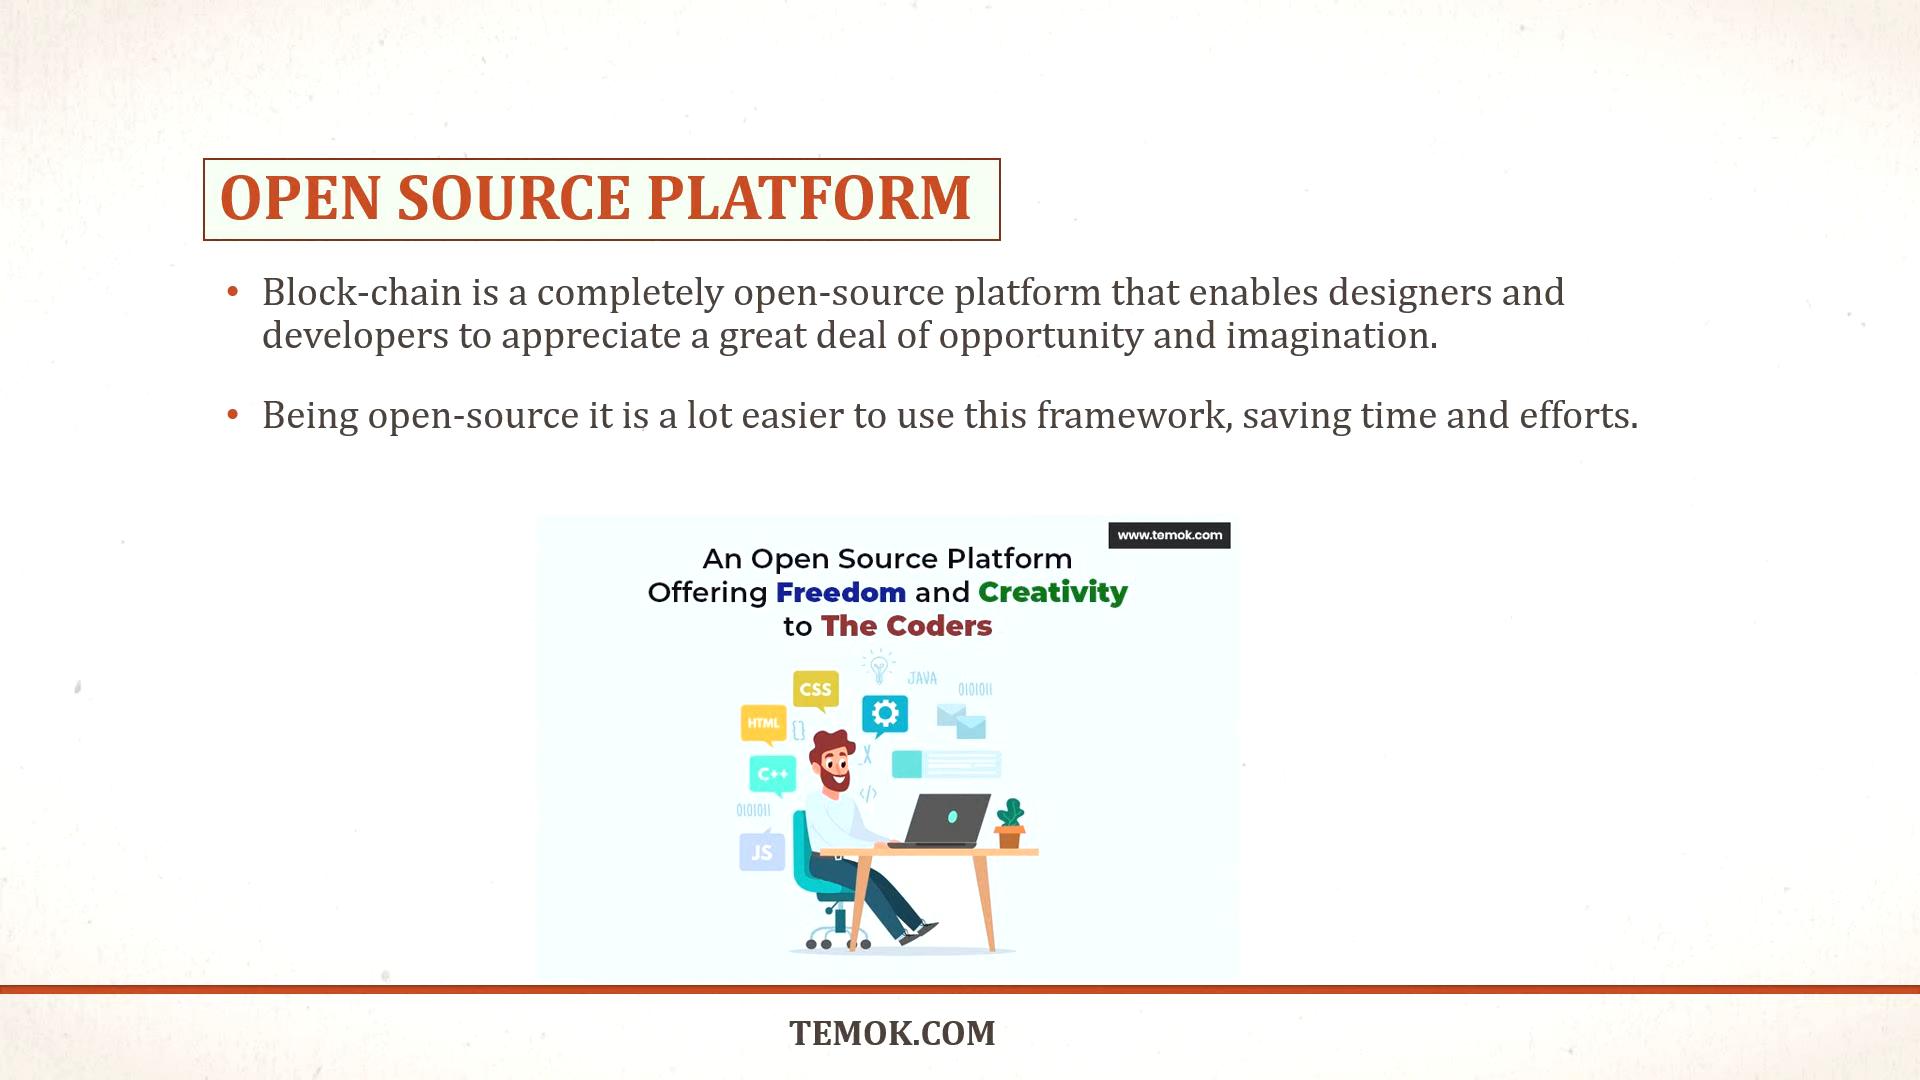 OPEN SOURCE PLATFORM
• Block-chain is a completely open-source platform that enables designers and
developers to appreciate a great deal of opportunity and imagination.
• Being open-source it is a lot easier to use this framework, saving time and efforts.
www.temok.com
An Open Source Platform
Offering Freedom and Creativity
to The Coders
CSS
JAVA
0101011
HTML
{}
C++
</>
0101011
JS
TEMOK.COM